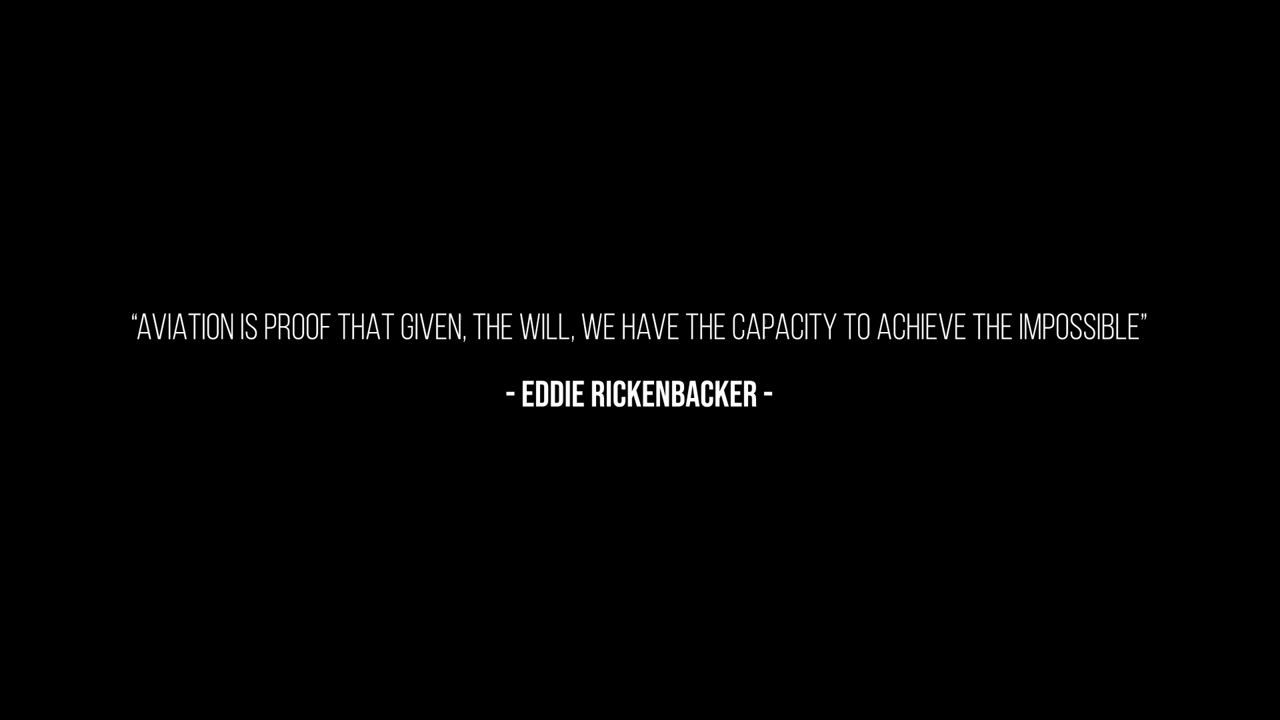 “AVIATION IS PROOF THAT GIVEN, THE WILL, WE HAVE THE CAPACITY TO ACHIEVE THE IMPOSSIBLE”
- EDDIE RICKENBACKER -